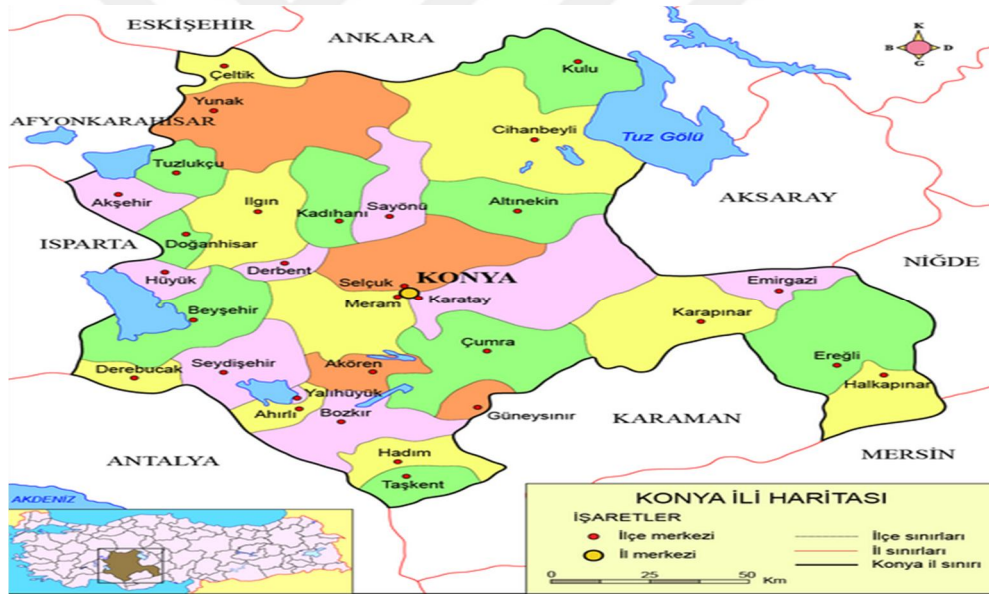 ESKİŞEHİR
ANKARA
K
B
D
G
Çeltik
Kulu
Yunak
AFYONKARAHİSAR
Cihanbeyli
Tuz Gölü
Tuzlukçu
Akşehir
Ilgın
Kadıhanı
Sayönü
Altınekin
AKSARAY
ISPARTA
Doğanhisar
NİĞDE
Hüyük
Derbent
Selçuk
KONYA
Emirgazi
Meram
Karatay
Beyşehir
Karapınar
Çumra
Ereğli
Derebucak
Seydişehir
Akören
Halkapınar
Yalıhüyük
Ahırlı
Bozkır
Güneysınır
KARAMAN
Hadım
MERSİN
ANTALYA
Taşkent
AKDENİZ
KONYA İLİ HARİTASI
İŞARETLER
İlçe merkezi
İl merkezi
İlçe sınırları
İl sınırları
Konya il sınırı
0 25 50 Km